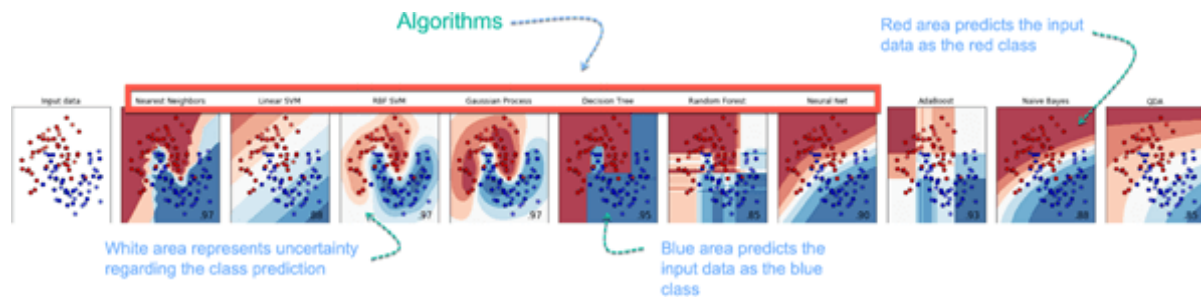 Algorithms
Red area predicts the input
data as the red class
Input data
Nearest Neighbors
Linear SVM
RBF SVM
Gaussian Process
Decision Tree
Random Forest
Neural Net
AdaBoost
Naive Bayes
QDA
.97
.88
.97
.97
.95
.85
.90
.93
.88
.85
White area represents uncertainty
regarding the class prediction
Blue area predicts the
input data as the blue
class